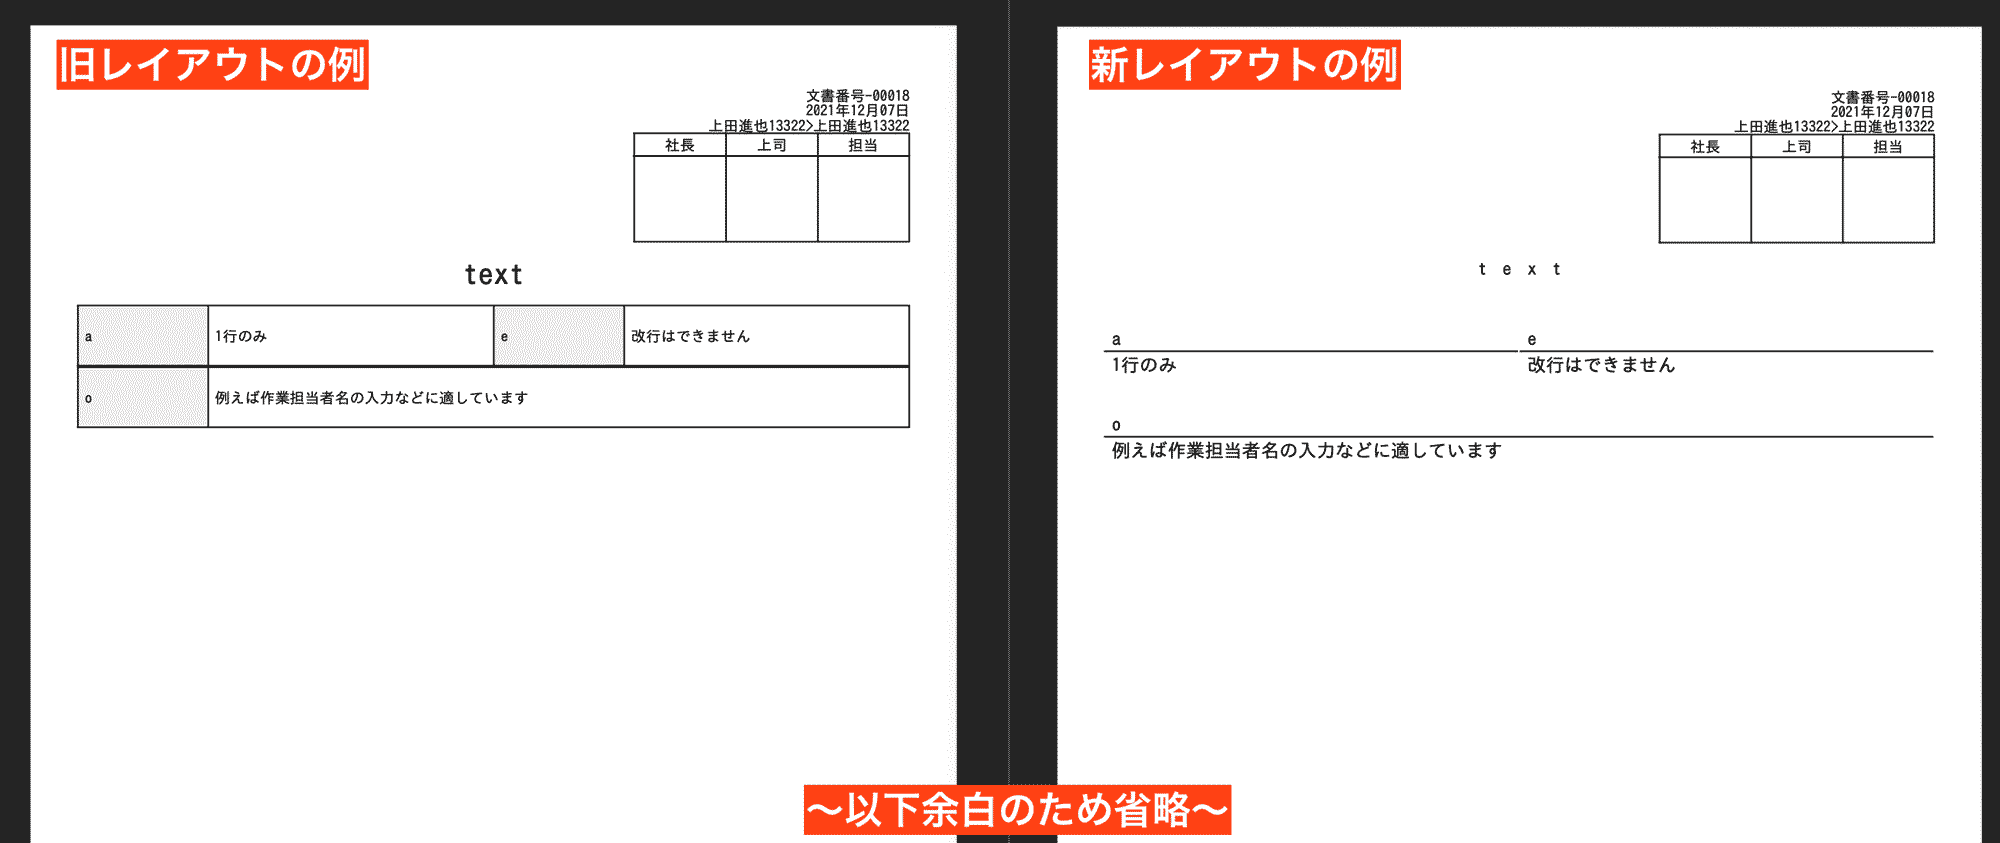 旧レイアウトの例
文書番号-00018
2021年12月07日
上田進也13322>上田進也13322
社長 上司 担当
text
a 1行のみ e 改行はできません
o 例えば作業担当者名の入力などに適しています
新レイアウトの例
文書番号-00018
2021年12月07日
上田進也13322>上田進也13322
社長 上司 担当
t e x t
a e
1行のみ 改行はできません
o
例えば作業担当者名の入力などに適しています
～以下余白のため省略～